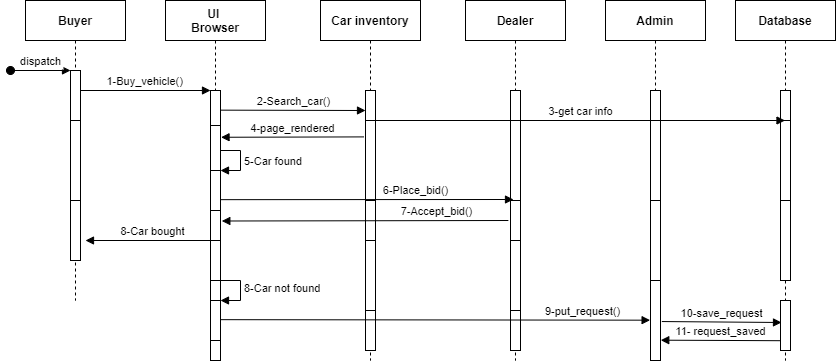 Buyer
UI
Browser
Car inventory
Dealer
Admin
Database
dispatch
1-Buy_vehicle()
2-Search_car()
3-get car info
4-page_rendered
5-Car found
6-Place_bid()
7-Accept_bid()
8-Car bought
8-Car not found
9-put_request()
10-save_request
11- request_saved